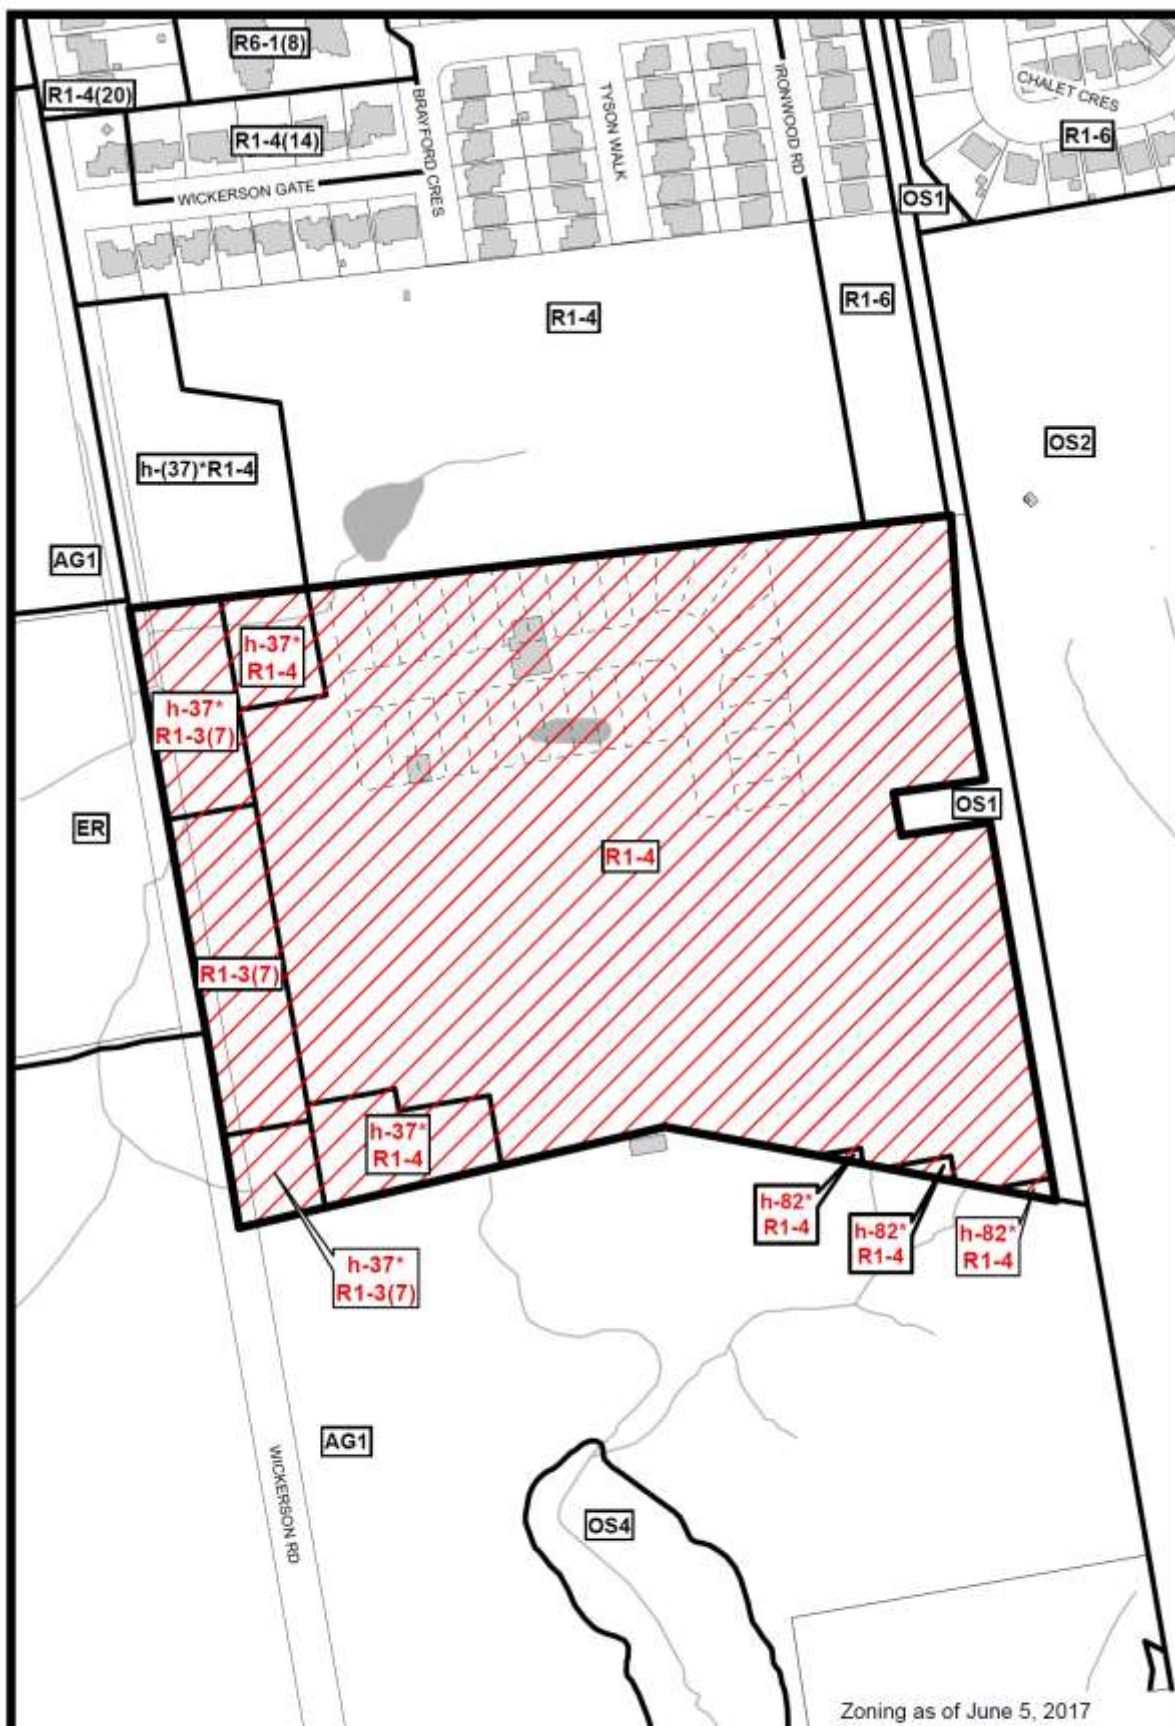 R6-1(8)
R1-4(20)
R1-4(14)
WICKERSON GATE
BRAYFORD CRES
TYSON WALK
IRONWOOD RD
CHALET CRES
R1-6
OS1
R1-4
R1-6
OS2
h-(37)*R1-4
AG1
h-37*
R1-4
h-37*
R1-3(7)
OS1
ER
R1-4
R1-3(7)
h-37*
R1-4
h-82*
R1-4
h-82*
R1-4
h-82*
R1-4
h-37*
R1-3(7)
AG1
WICKERSON RD
OS4
Zoning as of June 5, 2017